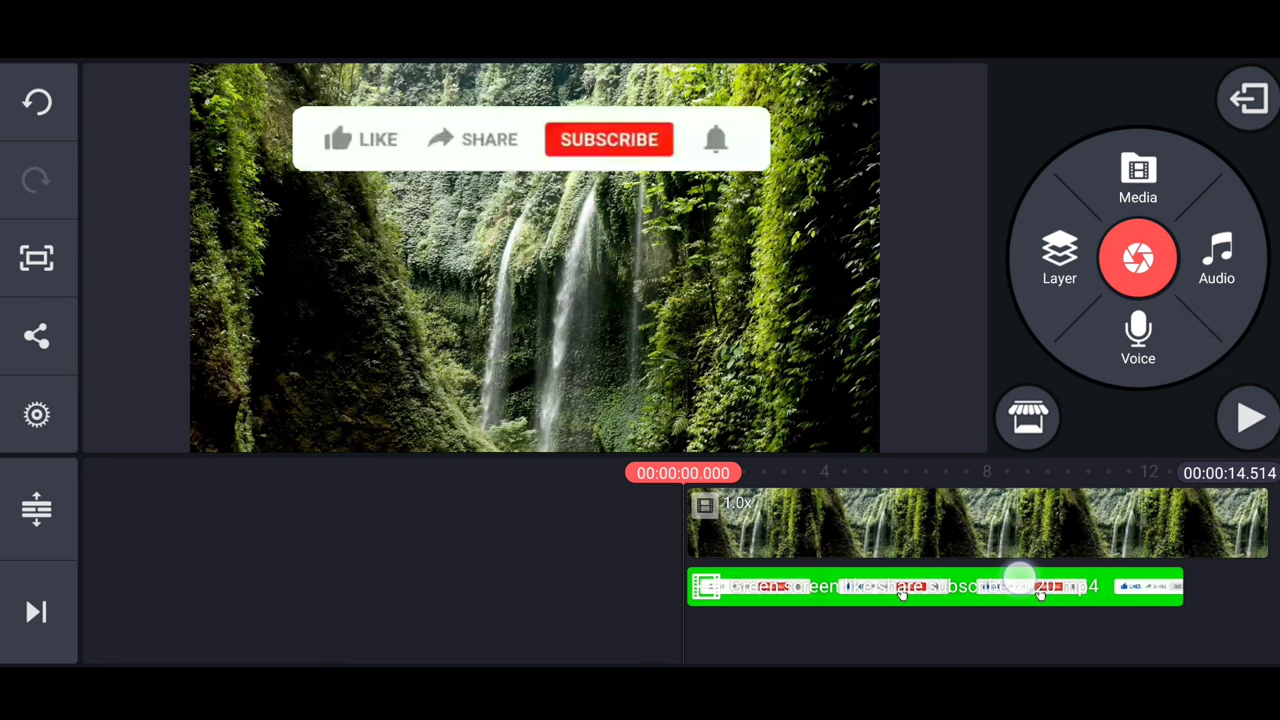 LIKE SHARE SUBSCRIBE
Media
Layer
Audio
Voice
00:00:00.000
4
8
12
00:00:14.514
1.0x
Green screen like share subscribe
mp4